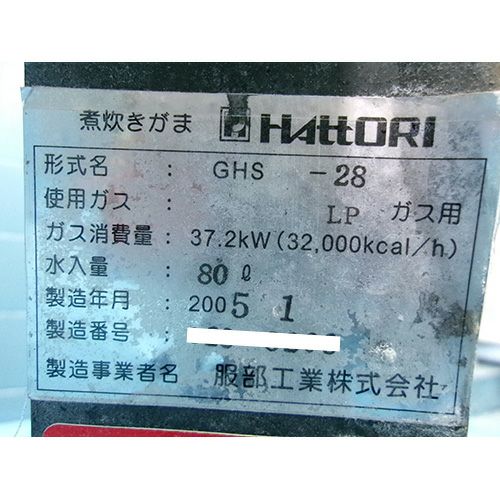 煮炊きがま HAttORI
形式名 : GHS -28
使用ガス : LP ガス用
ガス消費量 : 37.2kW (32,000kcal/h)
水入量 : 80ℓ
製造年月 : 2005 1
製造番号 :
製造事業者名 服部工業株式会社